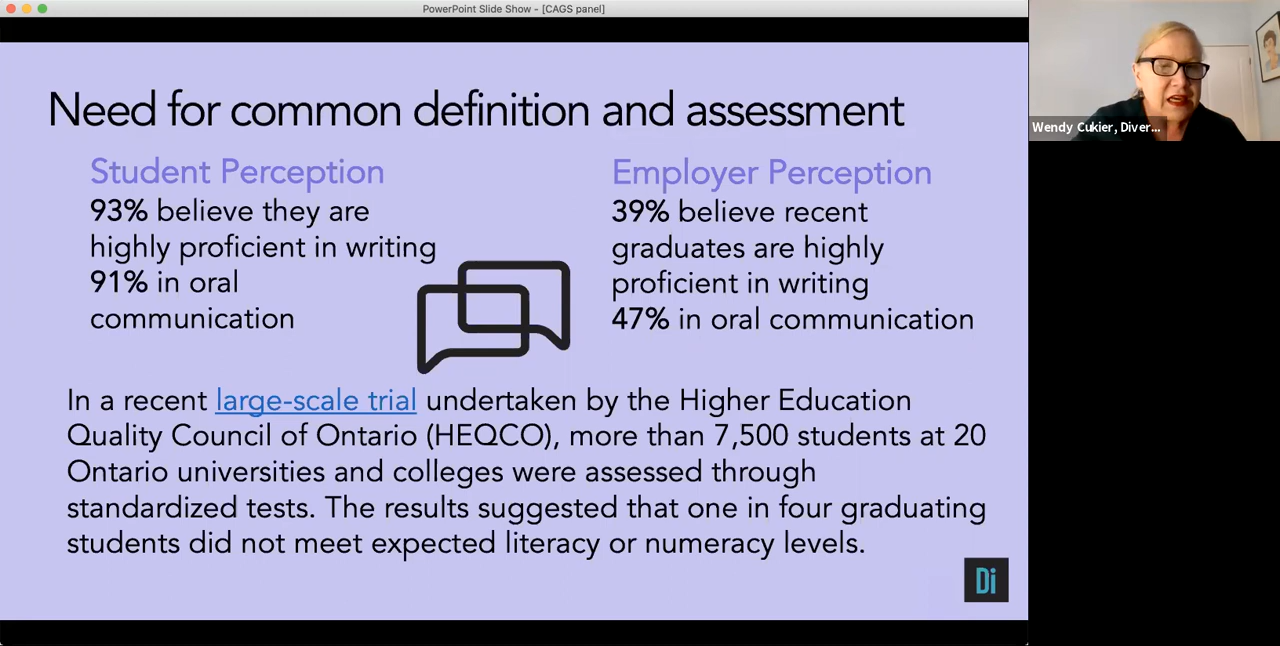 PowerPoint Slide Show - [CAGS panel]
Need for common definition and assessment
Student Perception
93% believe they are
highly proficient in writing
91% in oral
communication
Employer Perception
39% believe recent
graduates are highly
proficient in writing
47% in oral communication
In a recent large-scale trial undertaken by the Higher Education
Quality Council of Ontario (HEQCO), more than 7,500 students at 20
Ontario universities and colleges were assessed through
standardized tests. The results suggested that one in four graduating
students did not meet expected literacy or numeracy levels.
Di
Wendy Cukier, Diver...